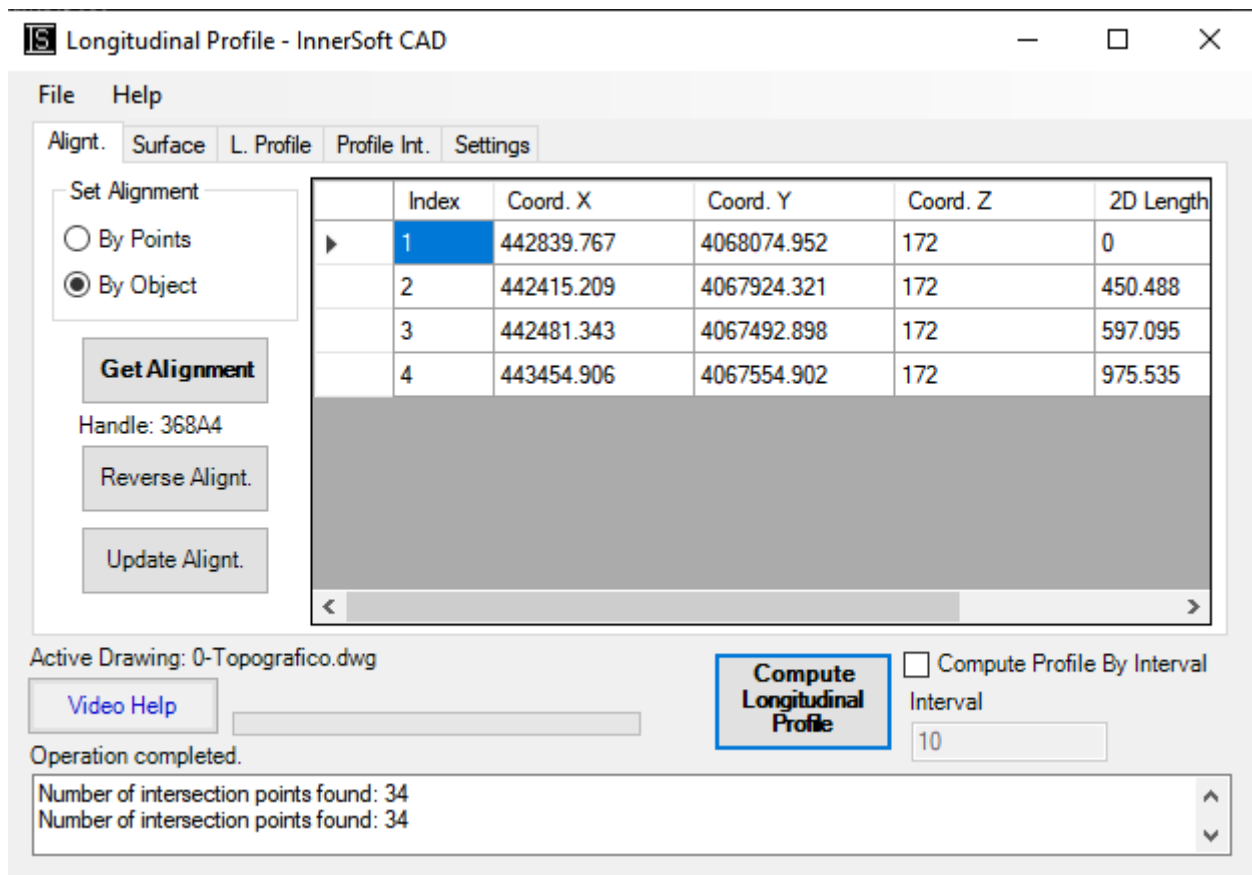 IS Longitudinal Profile - InnerSoft CAD
File Help
Alignt. Surface L. Profile Profile Int. Settings
Set Alignment
By Points
By Object
Get Alignment
Handle: 368A4
Reverse Alignt.
Update Alignt.
Index Coord. X Coord. Y Coord. Z 2D Length
1 442839.767 4068074.952 172 0
2 442415.209 4067924.321 172 450.488
3 442481.343 4067492.898 172 597.095
4 443454.906 4067554.902 172 975.535
Active Drawing: 0-Topografico.dwg
Video Help
Compute
Longitudinal
Profile
Compute Profile By Interval
Interval
10
Operation completed.
Number of intersection points found: 34
Number of intersection points found: 34